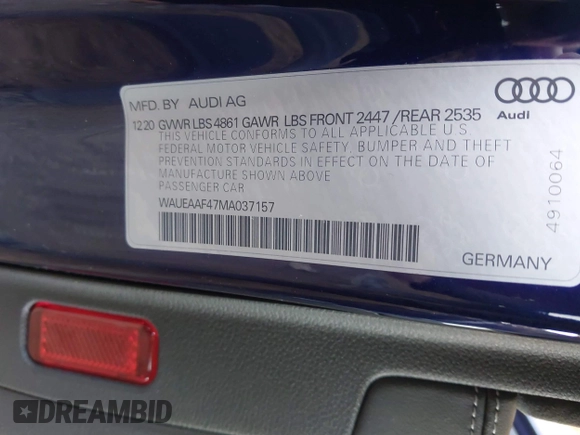 MFD. BY AUDI AG
12.20 GVWR LBS 4861 GAWR LBS FRONT 2447 / REAR 2535
THIS VEHICLE CONFORMS TO ALL APPLICABLE U S
FEDERAL MOTOR VEHICLE SAFETY, BUMPER AND THEFT
PREVENTION STANDARDS IN EFFECT ON THE DATE OF
MANUFACTURE SHOWN ABOVE
PASSENGER CAR
WAUEAAF47MA037157
Audi
4910064
GERMANY
DREAMBID